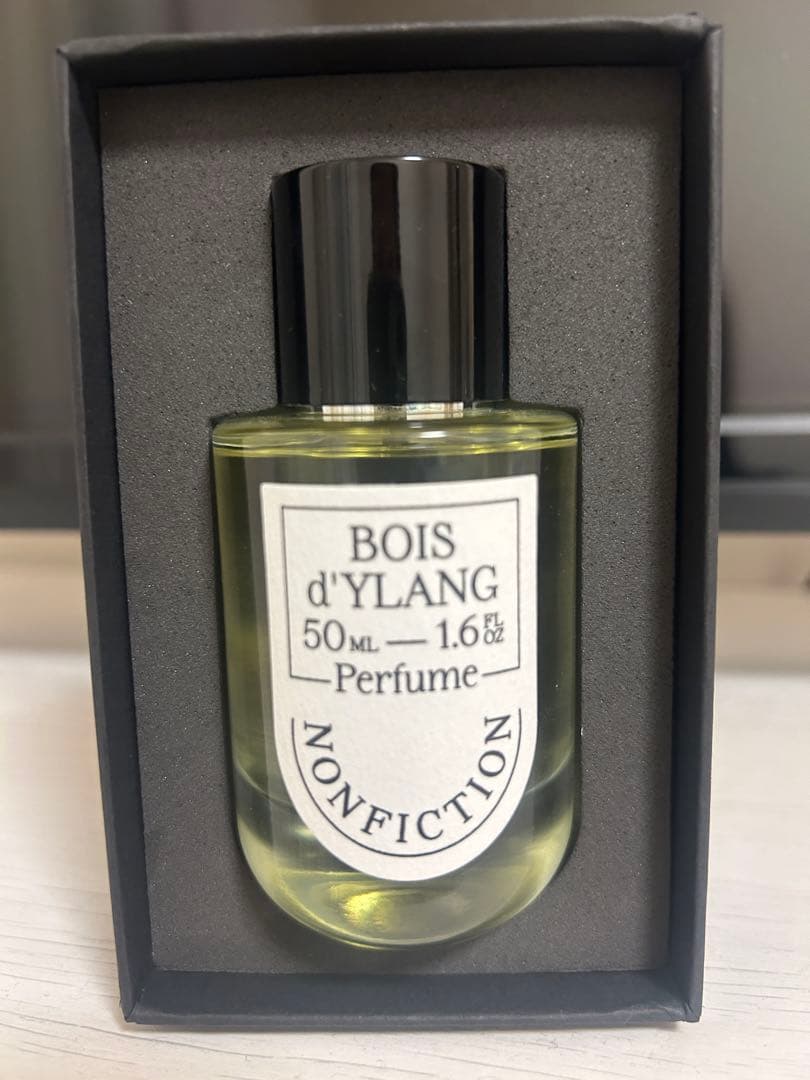 BOIS
d'YLANG
50ML — 1.6 FL OZ
Perfume
NONFICTION